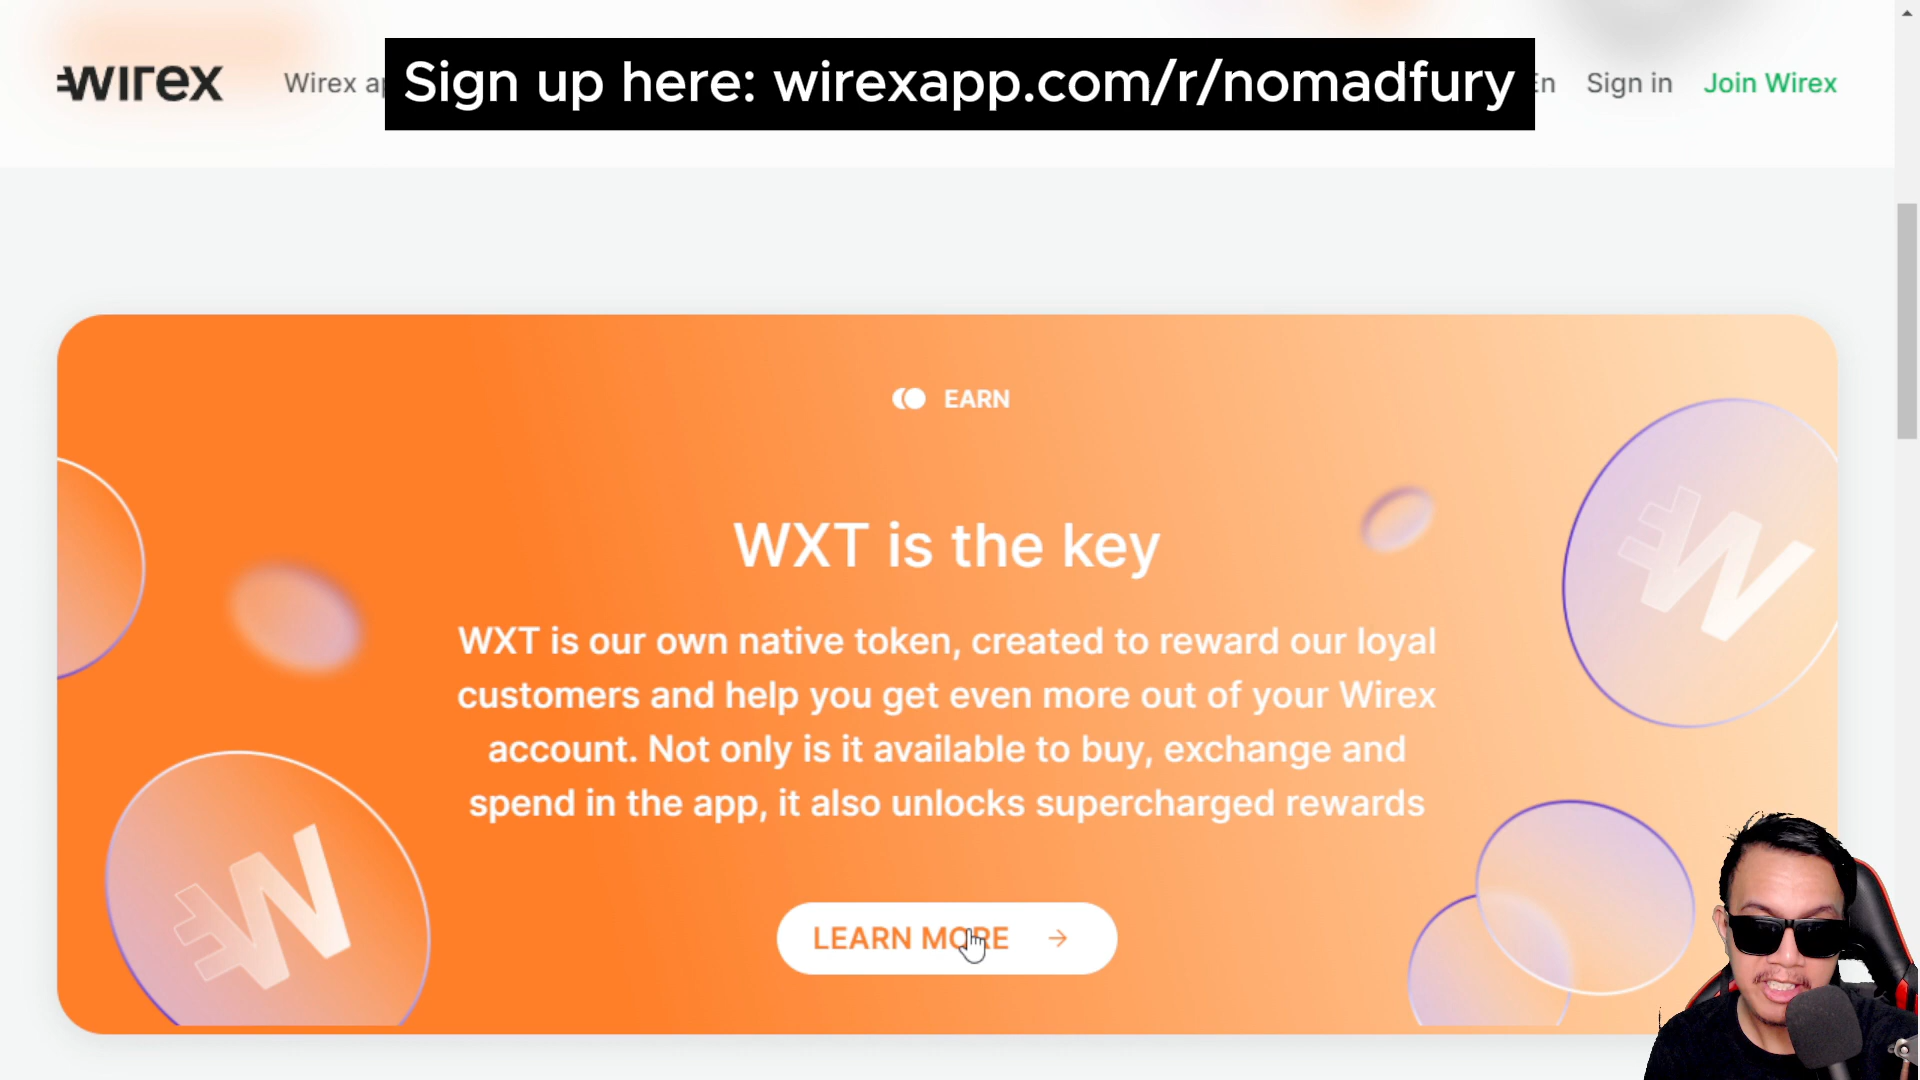 wirex
Wirex ap
Sign up here: wirexapp.com/r/nomadfury
En
Sign in
Join Wirex
EARN
WXT is the key
WXT is our own native token, created to reward our loyal
customers and help you get even more out of your Wirex
account. Not only is it available to buy, exchange and
spend in the app, it also unlocks supercharged rewards
LEARN MORE